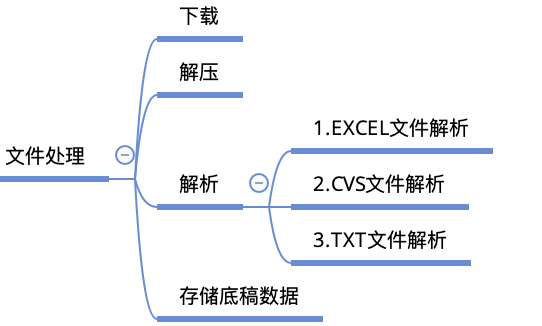 下载
解压
文件处理
解析
1.EXCEL文件解析
2.CVS文件解析
3.TXT文件解析
存储底稿数据